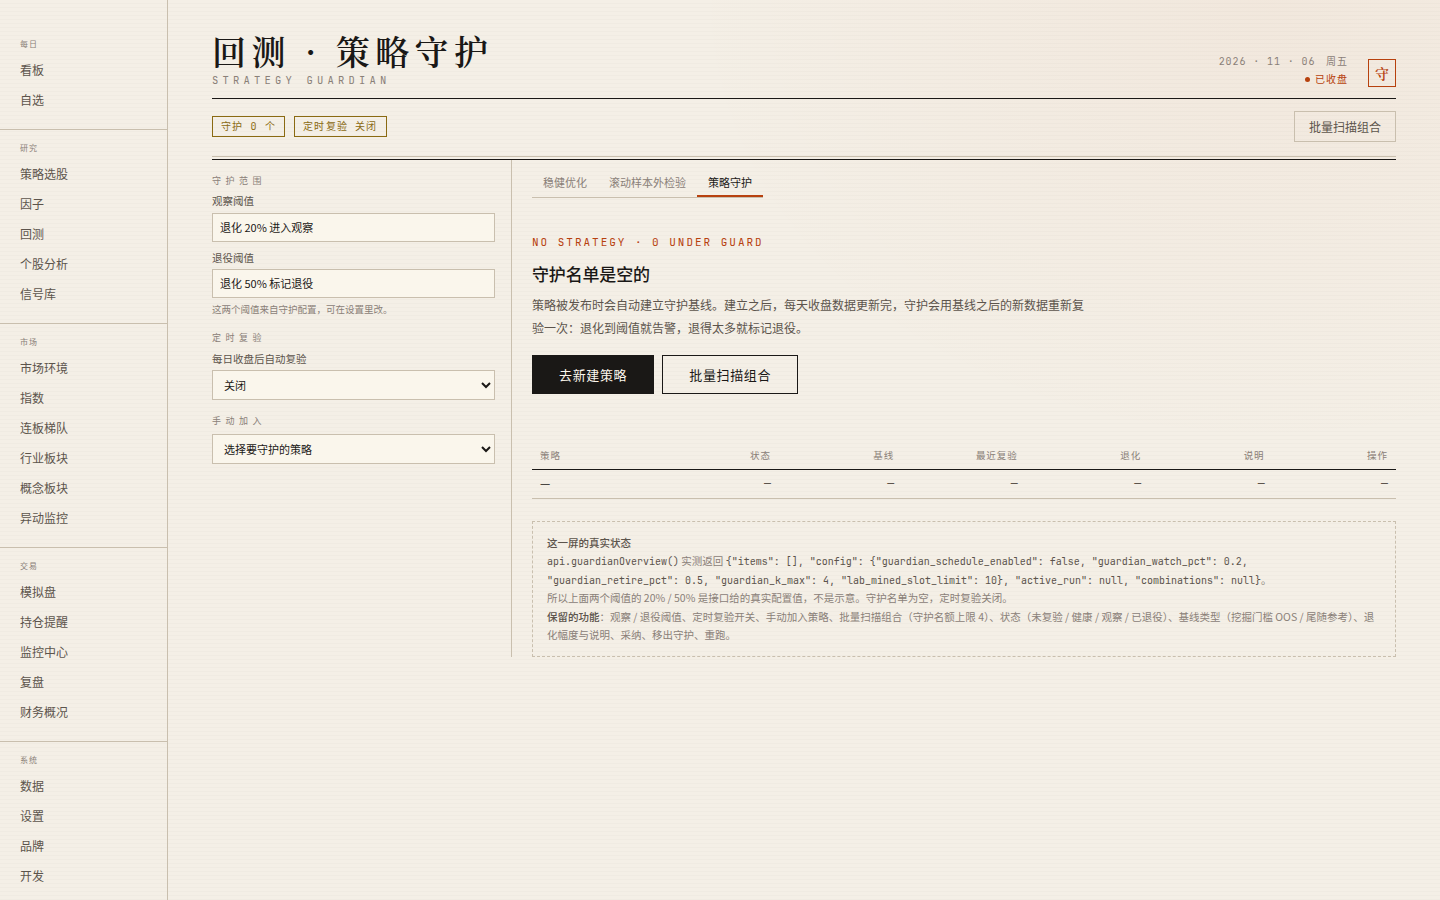 每日
看板
自选
研究
策略选股
因子
回测
个股分析
信号库
市场
市场环境
指数
连板梯队
行业板块
概念板块
异动监控
交易
模拟盘
持仓提醒
监控中心
复盘
财务概况
系统
数据
设置
品牌
开发
回测 · 策略守护
STRATEGY GUARDIAN
2026 · 11 · 06 周五
已收盘
守
守护 0 个
定时复验 关闭
批量扫描组合
守护范围
观察阈值
退化 20% 进入观察
退役阈值
退化 50% 标记退役
这两个阈值来自守护配置，可在设置里改。
定时复验
每日收盘后自动复验
关闭
手动加入
选择要守护的策略
稳健优化 滚动样本外检验 策略守护
NO STRATEGY · 0 UNDER GUARD
守护名单是空的
策略被发布时会自动建立守护基线。建立之后，每天收盘数据更新完，守护会用基线之后的新数据重新复
验一次：退化到阈值就告警，退得太多就标记退役。
去新建策略 批量扫描组合
策略 状态 基线 最近复验 退化 说明 操作
— — — — — — —
这一屏的真实状态
api.guardianOverview() 实测返回 {"items": [], "config": {"guardian_schedule_enabled": false, "guardian_watch_pct": 0.2,
"guardian_retire_pct": 0.5, "guardian_k_max": 4, "lab_mined_slot_limit": 10}, "active_run": null, "combinations": null}。
所以上面两个阈值的 20% / 50% 是接口给的真实配置值，不是示意。守护名单为空，定时复验关闭。
保留的功能：观察 / 退役阈值、定时复验开关、手动加入策略、批量扫描组合（守护名额上限 4）、状态（未复验 / 健康 / 观察 / 已退役）、基线类型（挖掘门槛 OOS / 尾随参考）、退
化幅度与说明、采纳、移出守护、重跑。